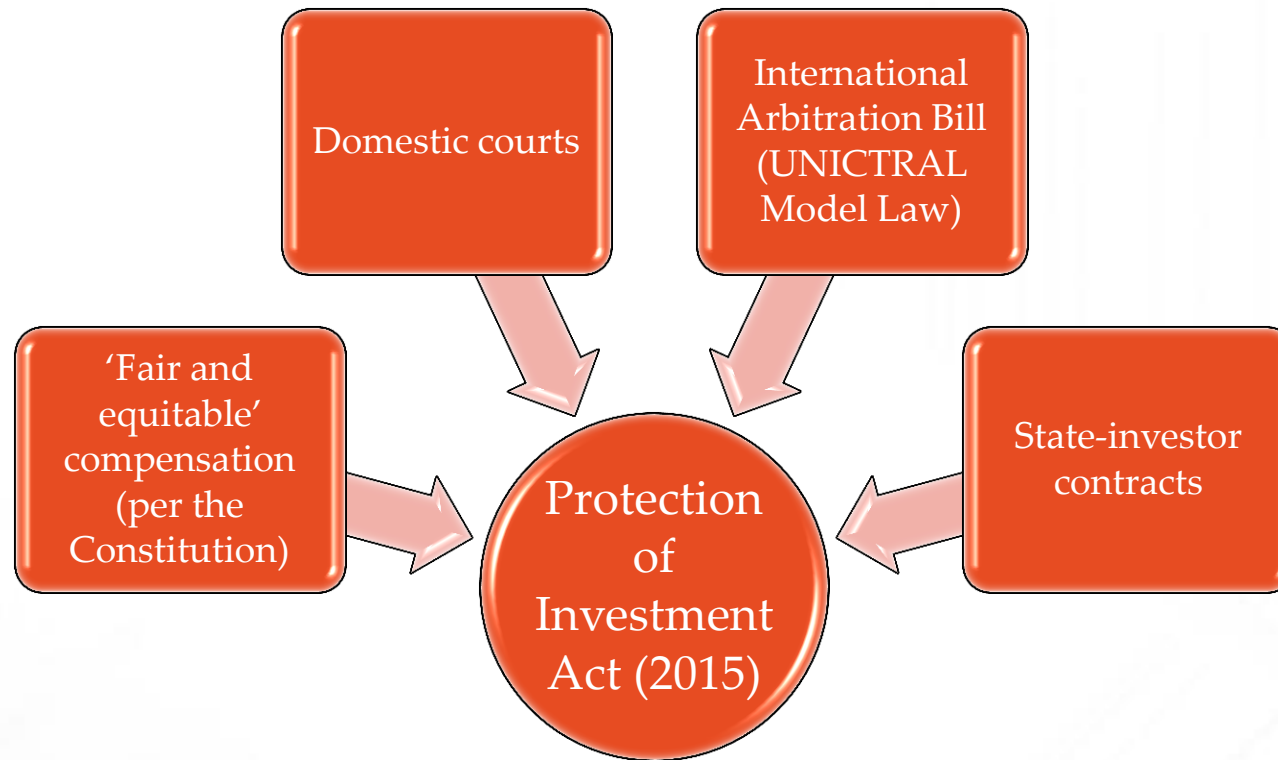 Domestic courts
International
Arbitration Bill
(UNICTRAL
Model Law)
‘Fair and
equitable’
compensation
(per the
Constitution)
State-investor
contracts
Protection
of
Investment
Act (2015)